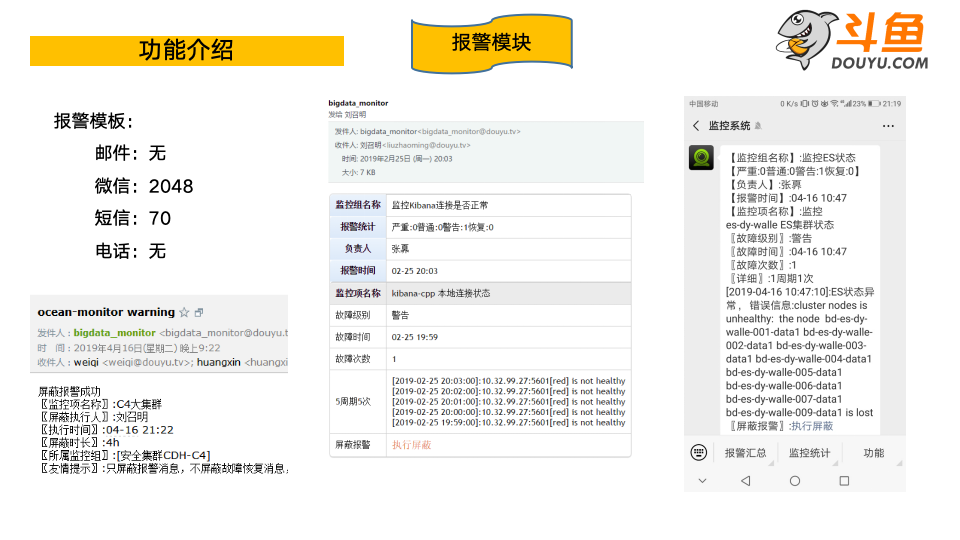 功能介绍
报警模块
斗鱼
DOUYU.COM
报警模板：
邮件：无
微信：2048
短信：70
电话：无
ocean-monitor warning
发件人：bigdata_monitor <bigdata_monitor@douyu.t
时 间：2019年4月16日(星期二) 晚上9:22
收件人：weiqi <weiqi@douyu.tv>; huangxin <huangxi
屏蔽报警成功
〖监控项名称〗:C4大集群
〖屏蔽执行人〗:刘召明
〖执行时间〗:04-16 21:22
〖屏蔽时长〗:4h
〖所属监控组〗:[安全集群CDH-C4]
〖友情提示〗:只屏蔽报警消息，不屏蔽故障恢复消息，
bigdata_monitor
发给 刘召明
发件人: bigdata_monitor<bigdata_monitor@douyu.tv>
收件人: 刘召明<liuzhaoming@douyu.tv>
时间: 2019年2月25日 (周一) 20:03
大小: 7 KB
监控组名称 监控Kibana连接是否正常
报警统计 严重:0普通:0警告:1恢复:0
负责人 张奡
报警时间 02-25 20:03
监控项名称 kibana-cpp 本地连接状态
故障级别 警告
故障时间 02-25 19:59
故障次数 1
5周期5次
[2019-02-25 20:03:00]:10.32.99.27:5601[red] is not healthy
[2019-02-25 20:02:00]:10.32.99.27:5601[red] is not healthy
[2019-02-25 20:01:00]:10.32.99.27:5601[red] is not healthy
[2019-02-25 20:00:00]:10.32.99.27:5601[red] is not healthy
[2019-02-25 19:59:00]:10.32.99.27:5601[red] is not healthy
屏蔽报警 执行屏蔽
中国移动 0 K/s 23% 21:19
监控系统
【监控组名称】:监控ES状态
【严重:0普通:0警告:1恢复:0】
【负责人】:张奡
【报警时间】:04-16 10:47
【监控项名称】:监控
es-dy-walle ES集群状态
〖故障级别〗:警告
〖故障时间〗:04-16 10:47
〖故障次数〗:1
〖详细〗:1周期1次
[2019-04-16 10:47:10]:ES状态异
常，错误信息:cluster nodes is
unhealthy: the node bd-es-dy-
walle-001-data1 bd-es-dy-walle-
002-data1 bd-es-dy-walle-003-
data1 bd-es-dy-walle-004-data1
bd-es-dy-walle-005-data1
bd-es-dy-walle-006-data1
bd-es-dy-walle-007-data1
bd-es-dy-walle-009-data1 is lost
〖屏蔽报警〗:执行屏蔽
报警汇总 监控统计 功能